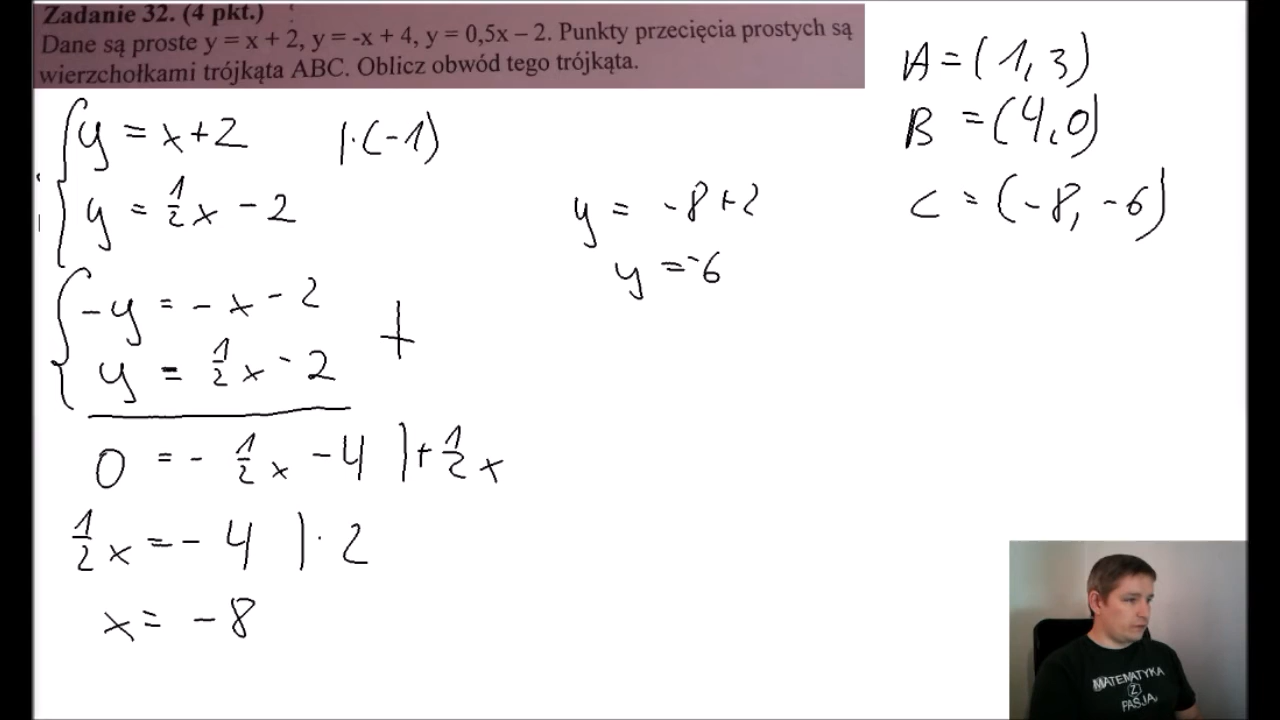 Zadanie 32. (4 pkt.)
Dane są proste y = x + 2, y = -x + 4, y = 0,5x – 2. Punkty przecięcia prostych są
wierzchołkami trójkąta ABC. Oblicz obwód tego trójkąta.
y = x+2 |·(-1)
y = 1/2 x - 2
-y = -x - 2
y = 1/2 x - 2
+
0 = - 1/2 x - 4 |+ 1/2 x
1/2 x = - 4 |· 2
x = - 8
y = -8+2
y = -6
A = (1, 3)
B = (4, 0)
C = (-8, -6)
MATEMATYKA
Z
PASJĄ